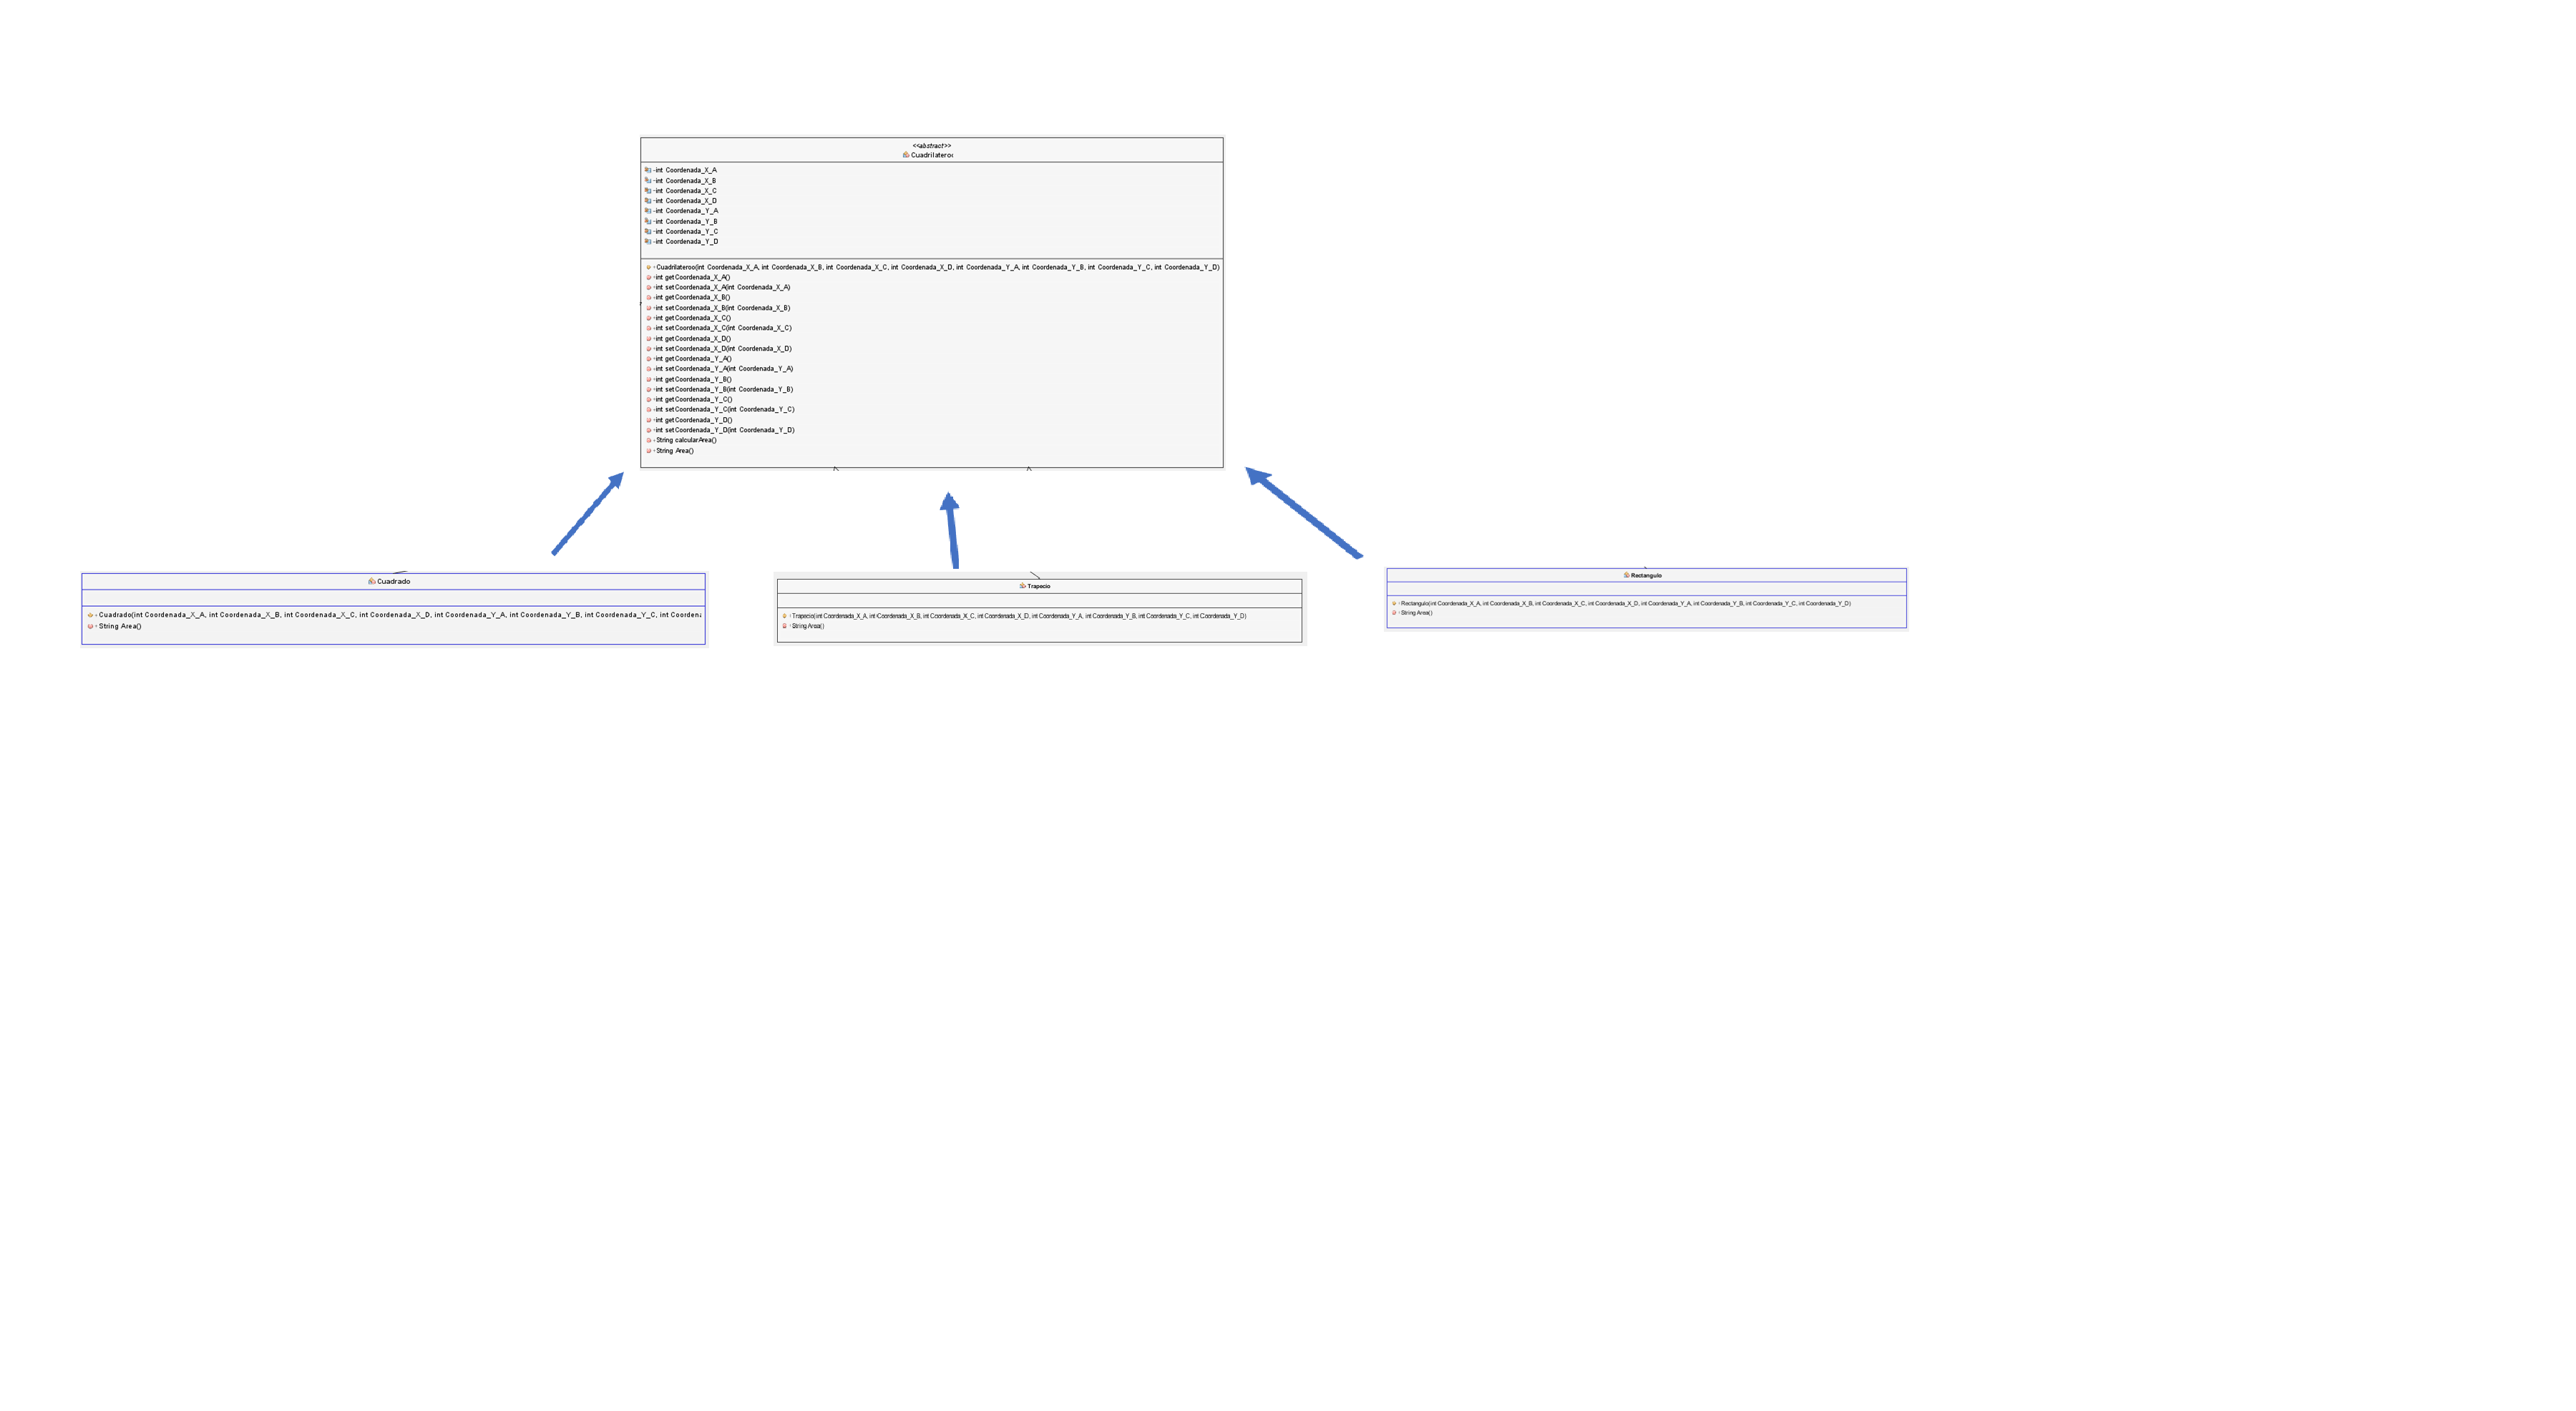 <<abstract>>
Cuadrilateroo
-int Coordenada_X_A
-int Coordenada_X_B
-int Coordenada_X_C
-int Coordenada_X_D
-int Coordenada_Y_A
-int Coordenada_Y_B
-int Coordenada_Y_C
-int Coordenada_Y_D
+Cuadrilateroo(int Coordenada_X_A, int Coordenada_X_B, int Coordenada_X_C, int Coordenada_X_D, int Coordenada_Y_A, int Coordenada_Y_B, int Coordenada_Y_C, int Coordenada_Y_D)
+int getCoordenada_X_A()
+int setCoordenada_X_A(int Coordenada_X_A)
+int getCoordenada_X_B()
+int setCoordenada_X_B(int Coordenada_X_B)
+int getCoordenada_X_C()
+int setCoordenada_X_C(int Coordenada_X_C)
+int getCoordenada_X_D()
+int setCoordenada_X_D(int Coordenada_X_D)
+int getCoordenada_Y_A()
+int setCoordenada_Y_A(int Coordenada_Y_A)
+int getCoordenada_Y_B()
+int setCoordenada_Y_B(int Coordenada_Y_B)
+int getCoordenada_Y_C()
+int setCoordenada_Y_C(int Coordenada_Y_C)
+int getCoordenada_Y_D()
+int setCoordenada_Y_D(int Coordenada_Y_D)
+String calcularArea()
+String Area()
Cuadrado
+Cuadrado(int Coordenada_X_A, int Coordenada_X_B, int Coordenada_X_C, int Coordenada_X_D, int Coordenada_Y_A, int Coordenada_Y_B, int Coordenada_Y_C, int Coordena
+String Area()
Trapecio
+Trapecio(int Coordenada_X_A, int Coordenada_X_B, int Coordenada_X_C, int Coordenada_X_D, int Coordenada_Y_A, int Coordenada_Y_B, int Coordenada_Y_C, int Coordenada_Y_D)
+String Area()
Rectangulo
+Rectangulo(int Coordenada_X_A, int Coordenada_X_B, int Coordenada_X_C, int Coordenada_X_D, int Coordenada_Y_A, int Coordenada_Y_B, int Coordenada_Y_C, int Coordenada_Y_D)
+String Area()